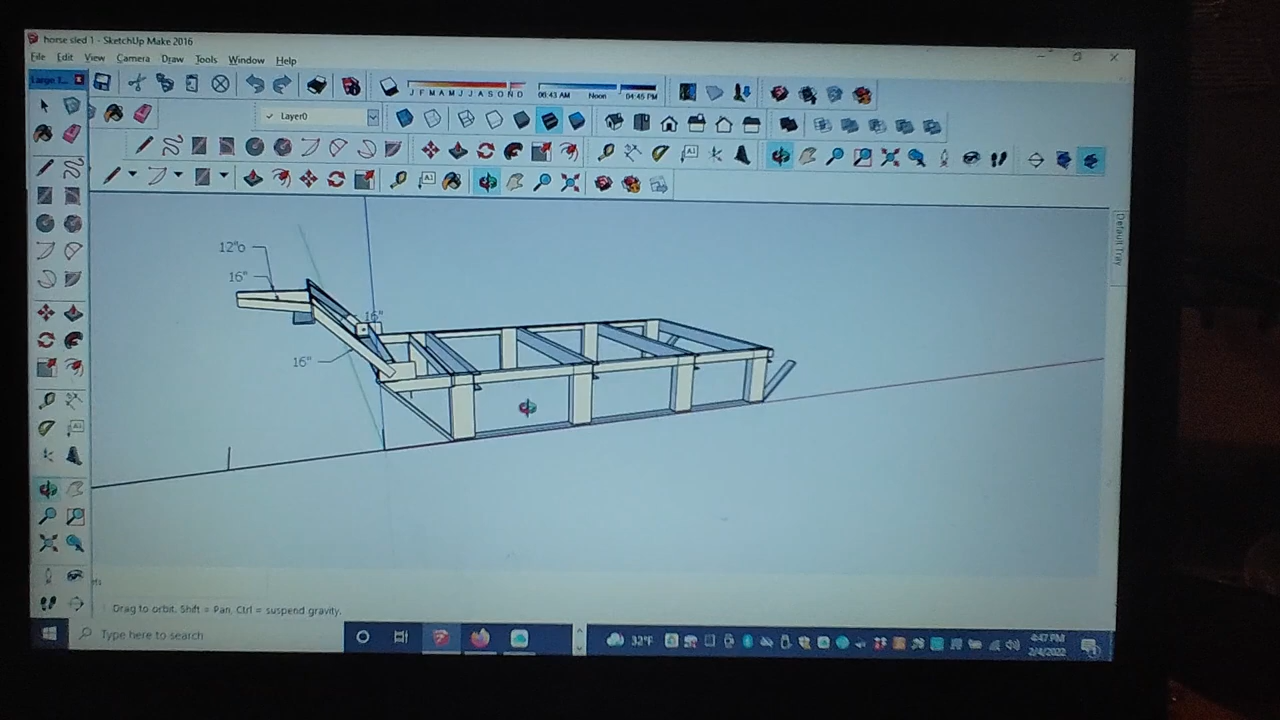 horse sled 1 - SketchUp Make 2016
File Edit View Camera Draw Tools Window Help
Large T...
J F M A M J J A S O N D
06:43 AM Noon 04:45 PM
Layer0
Default Tray
12"o
16"
16"
16"
Drag to orbit. Shift = Pan, Ctrl = suspend gravity.
Type here to search
32°F
4:47 PM
2/4/2022